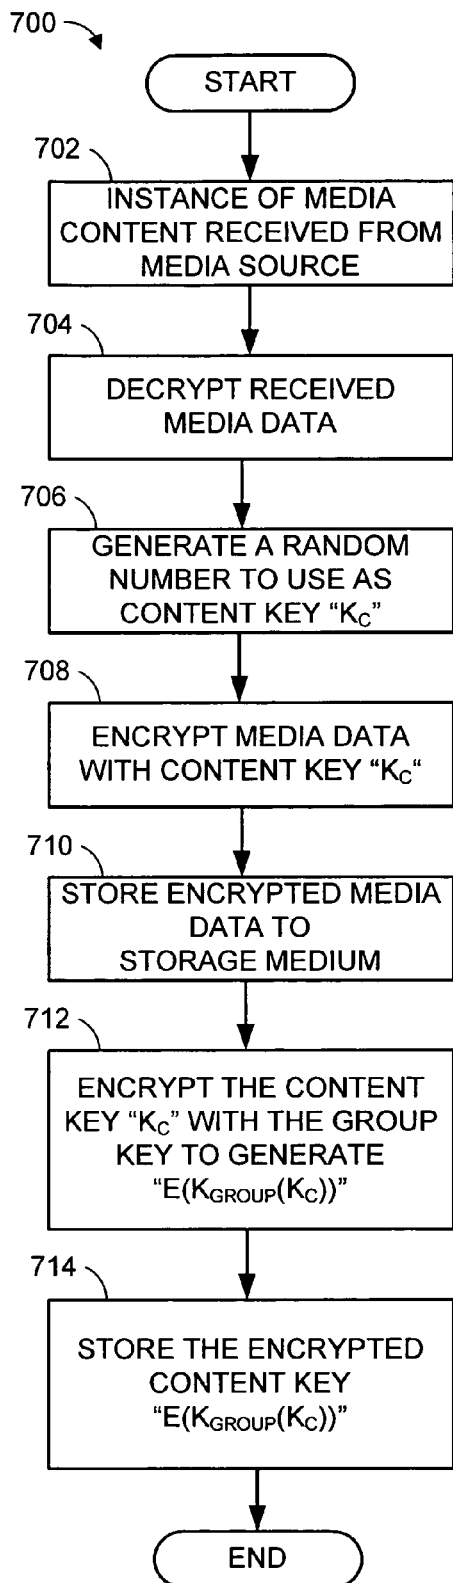 700
START
702
INSTANCE OF MEDIA
CONTENT RECEIVED FROM
MEDIA SOURCE
704
DECRYPT RECEIVED
MEDIA DATA
706
GENERATE A RANDOM
NUMBER TO USE AS
CONTENT KEY “KC”
708
ENCRYPT MEDIA DATA
WITH CONTENT KEY “KC“
710
STORE ENCRYPTED MEDIA
DATA TO
STORAGE MEDIUM
712
ENCRYPT THE CONTENT
KEY “KC” WITH THE GROUP
KEY TO GENERATE
“E(KGROUP(KC))”
714
STORE THE ENCRYPTED
CONTENT KEY
“E(KGROUP(KC))”
END